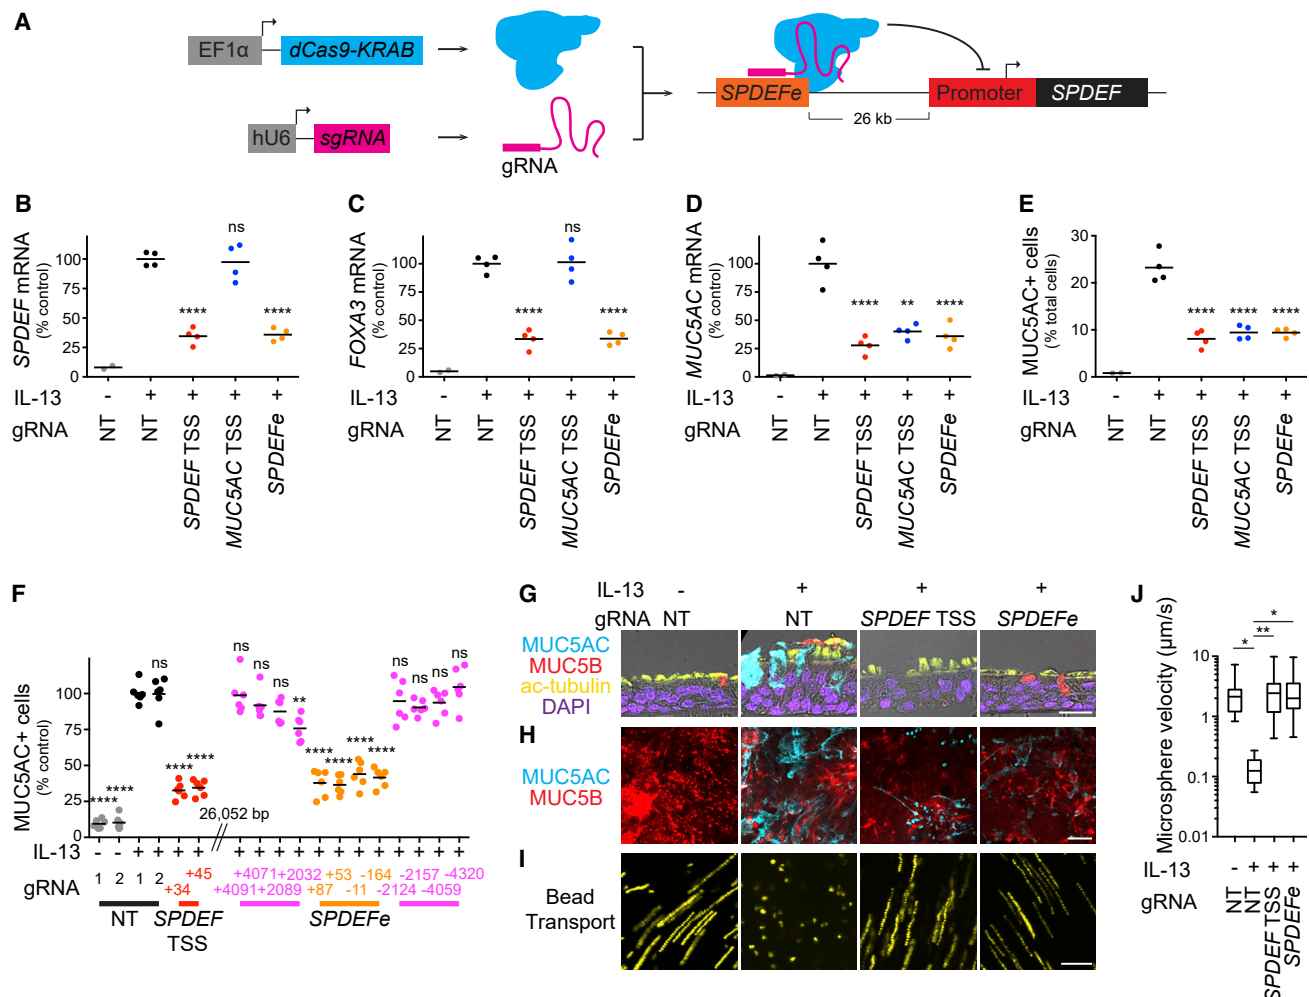 A
EF1α
dCas9-KRAB
hU6
sgRNA
gRNA
SPDEFe
Promoter
SPDEF
26 kb
B
SPDEF mRNA
(% control)
100
75
50
25
0
ns
****
****
IL-13 - + + + +
gRNA NT NT SPDEF TSS MUC5AC TSS SPDEFe
C
FOXA3 mRNA
(% control)
100
75
50
25
0
ns
****
****
IL-13 - + + + +
gRNA NT NT SPDEF TSS MUC5AC TSS SPDEFe
D
MUC5AC mRNA
(% control)
100
75
50
25
0
**** ** ****
IL-13 - + + + +
gRNA NT NT SPDEF TSS MUC5AC TSS SPDEFe
E
MUC5AC+ cells
(% total cells)
30
20
10
0
**** **** ****
IL-13 - + + + +
gRNA NT NT SPDEF TSS MUC5AC TSS SPDEFe
F
MUC5AC+ cells
(% control)
100
75
50
25
0
**** **** ns **** **** ns ns ns ** **** **** **** **** ns ns ns ns
26,052 bp
IL-13 - - + + + + + + + + + + + + + + + +
gRNA 1 2 1 2 +34 +45 +4091 +4071 +2089 +2032 +87 +53 -11 -164 -2124 -2157 -4059 -4320
NT SPDEF TSS SPDEFe
G
IL-13 - + + +
gRNA NT NT SPDEF TSS SPDEFe
MUC5AC
MUC5B
ac-tubulin
DAPI
H
MUC5AC
MUC5B
I
Bead
Transport
J
Microsphere velocity (μm/s)
10
1
0.1
0.01
* ** *
IL-13 - + + +
gRNA NT NT SPDEF TSS SPDEFe